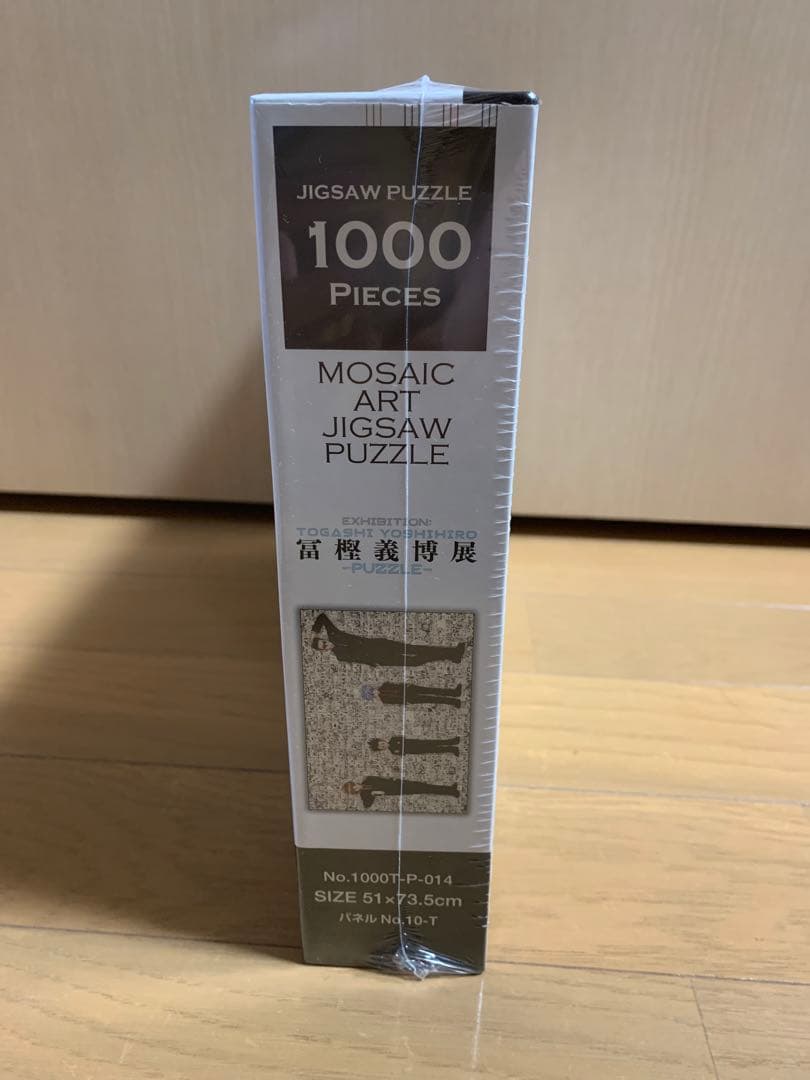 JIGSAW PUZZLE
1000
PIECES
MOSAIC
ART
JIGSAW
PUZZLE
EXHIBITION:
TOGASHI YOSHIHIRO
冨樫義博展
-PUZZLE-
No.1000T-P-014
SIZE 51×73.5cm
パネル No.10-T